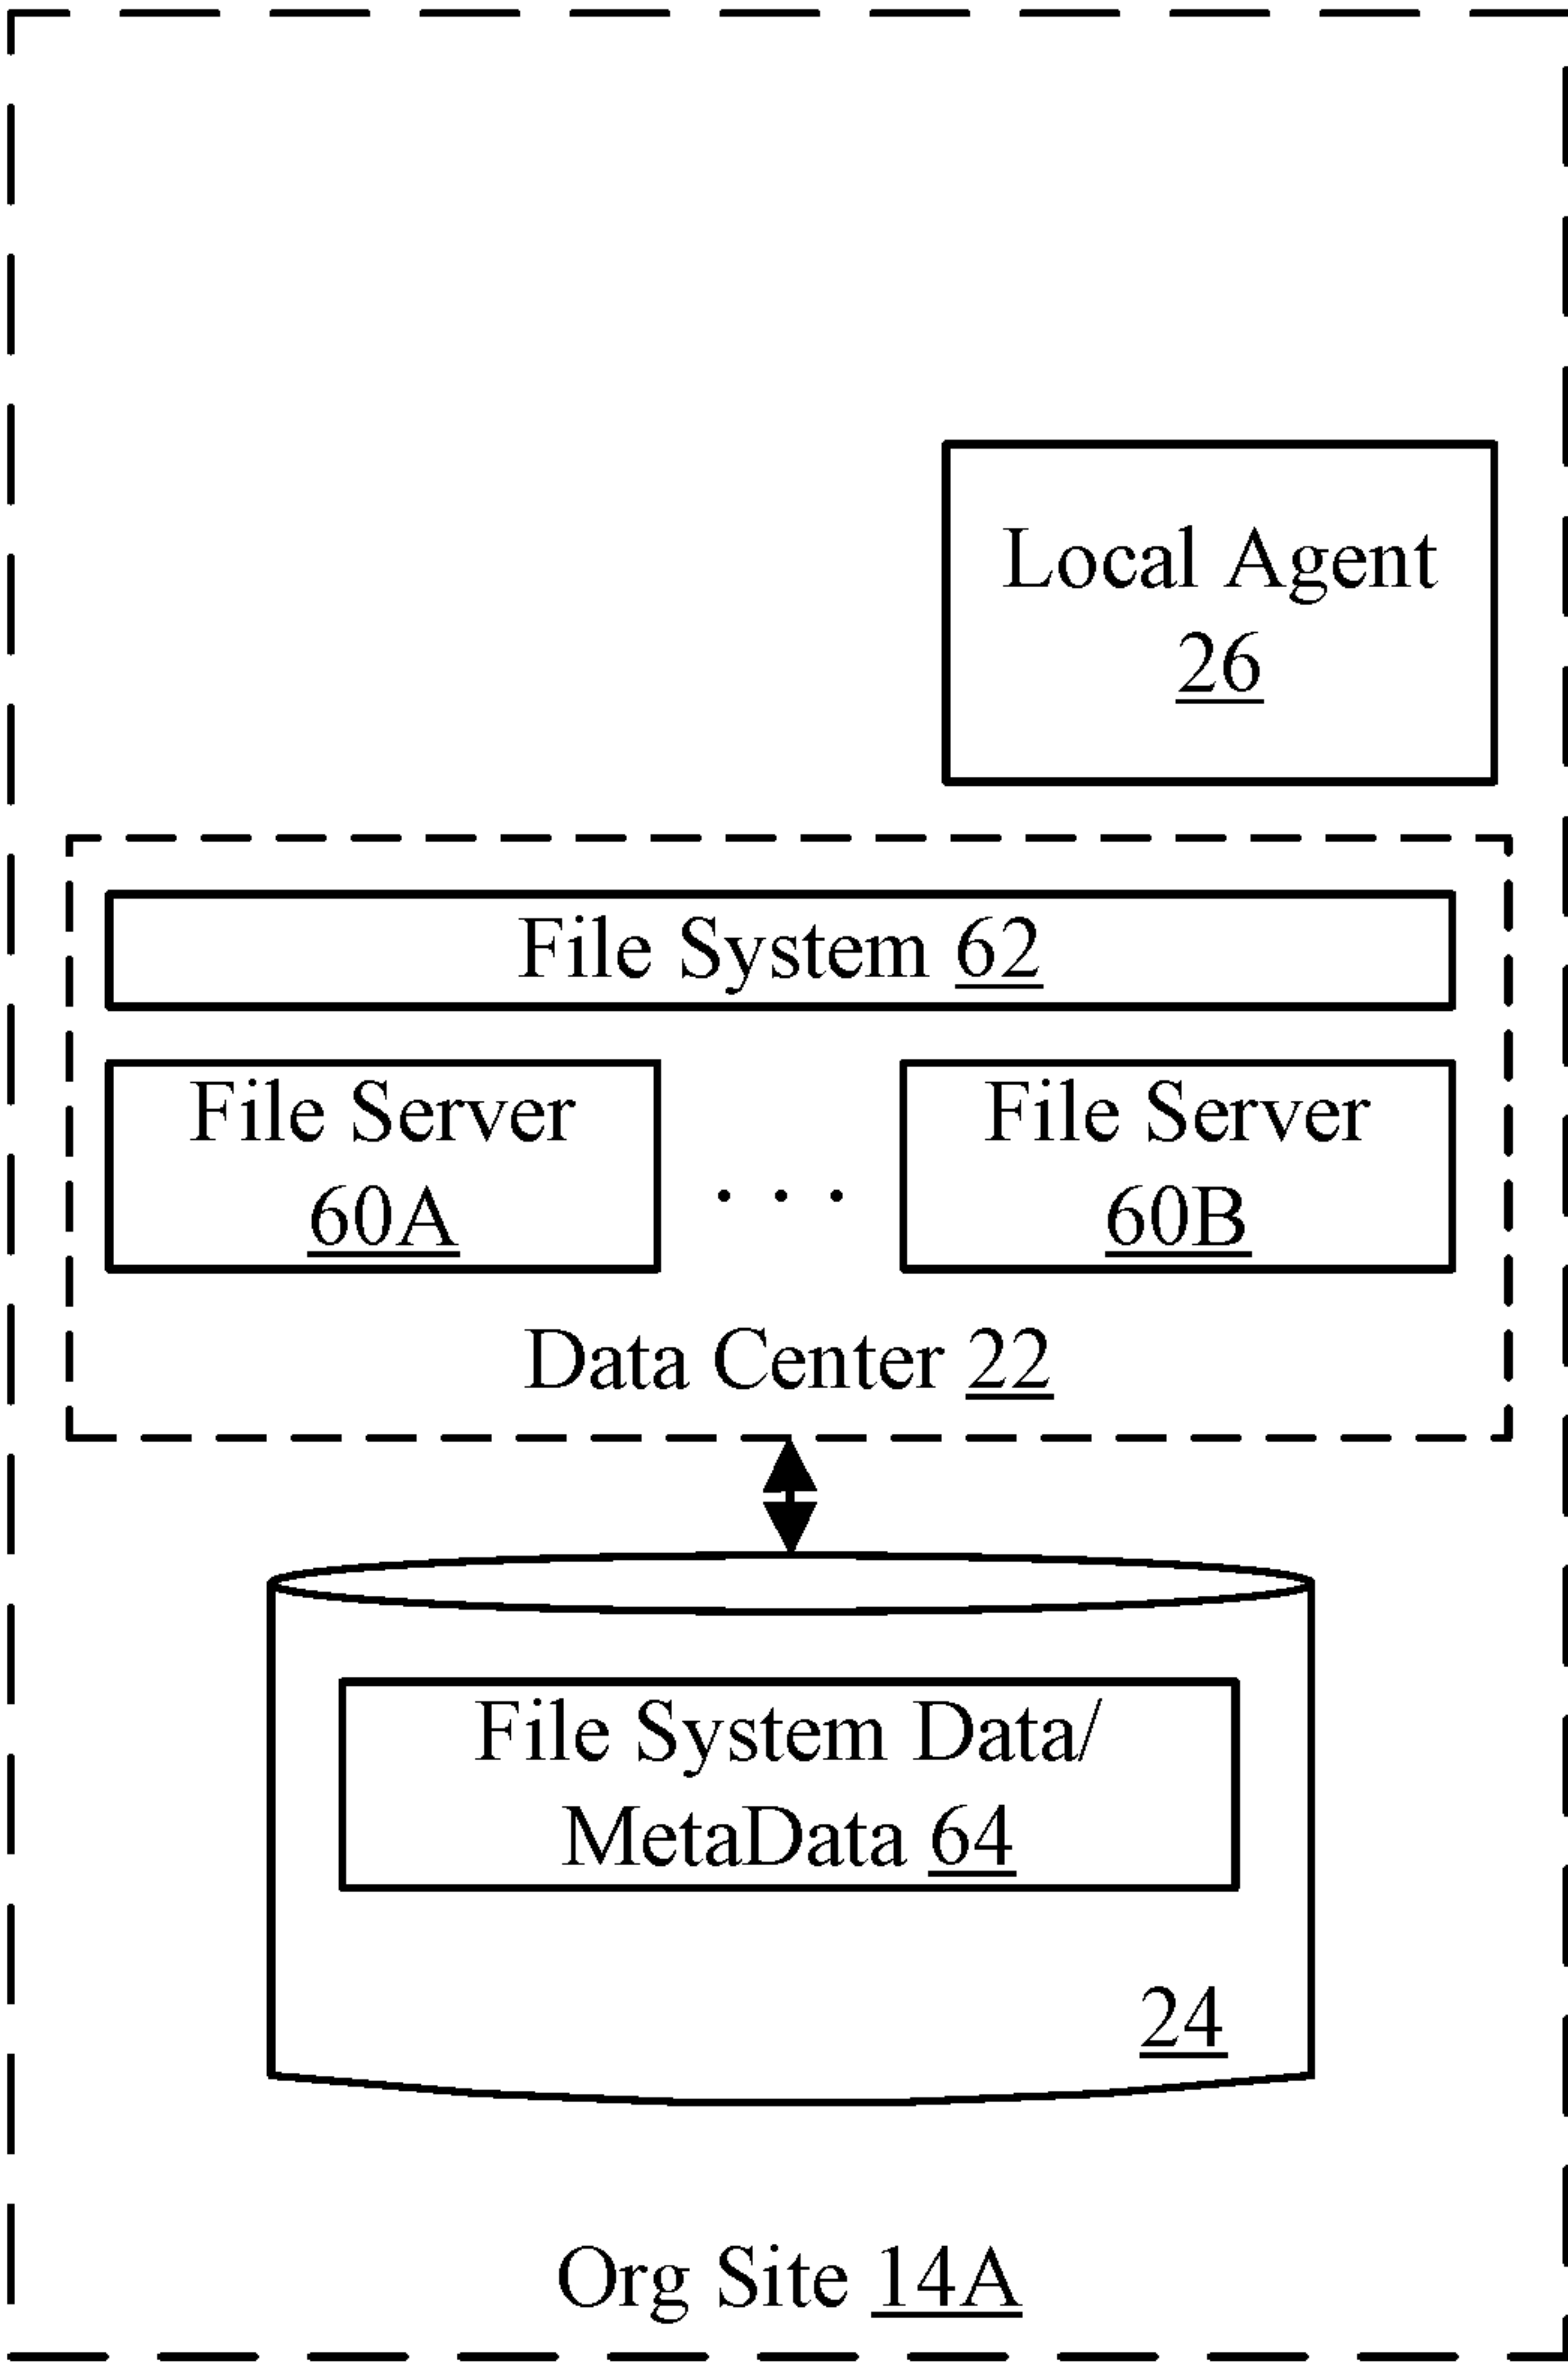 Local Agent
26
File System 62
File Server
60A
. . .
File Server
60B
Data Center 22
File System Data/
MetaData 64
24
Org Site 14A